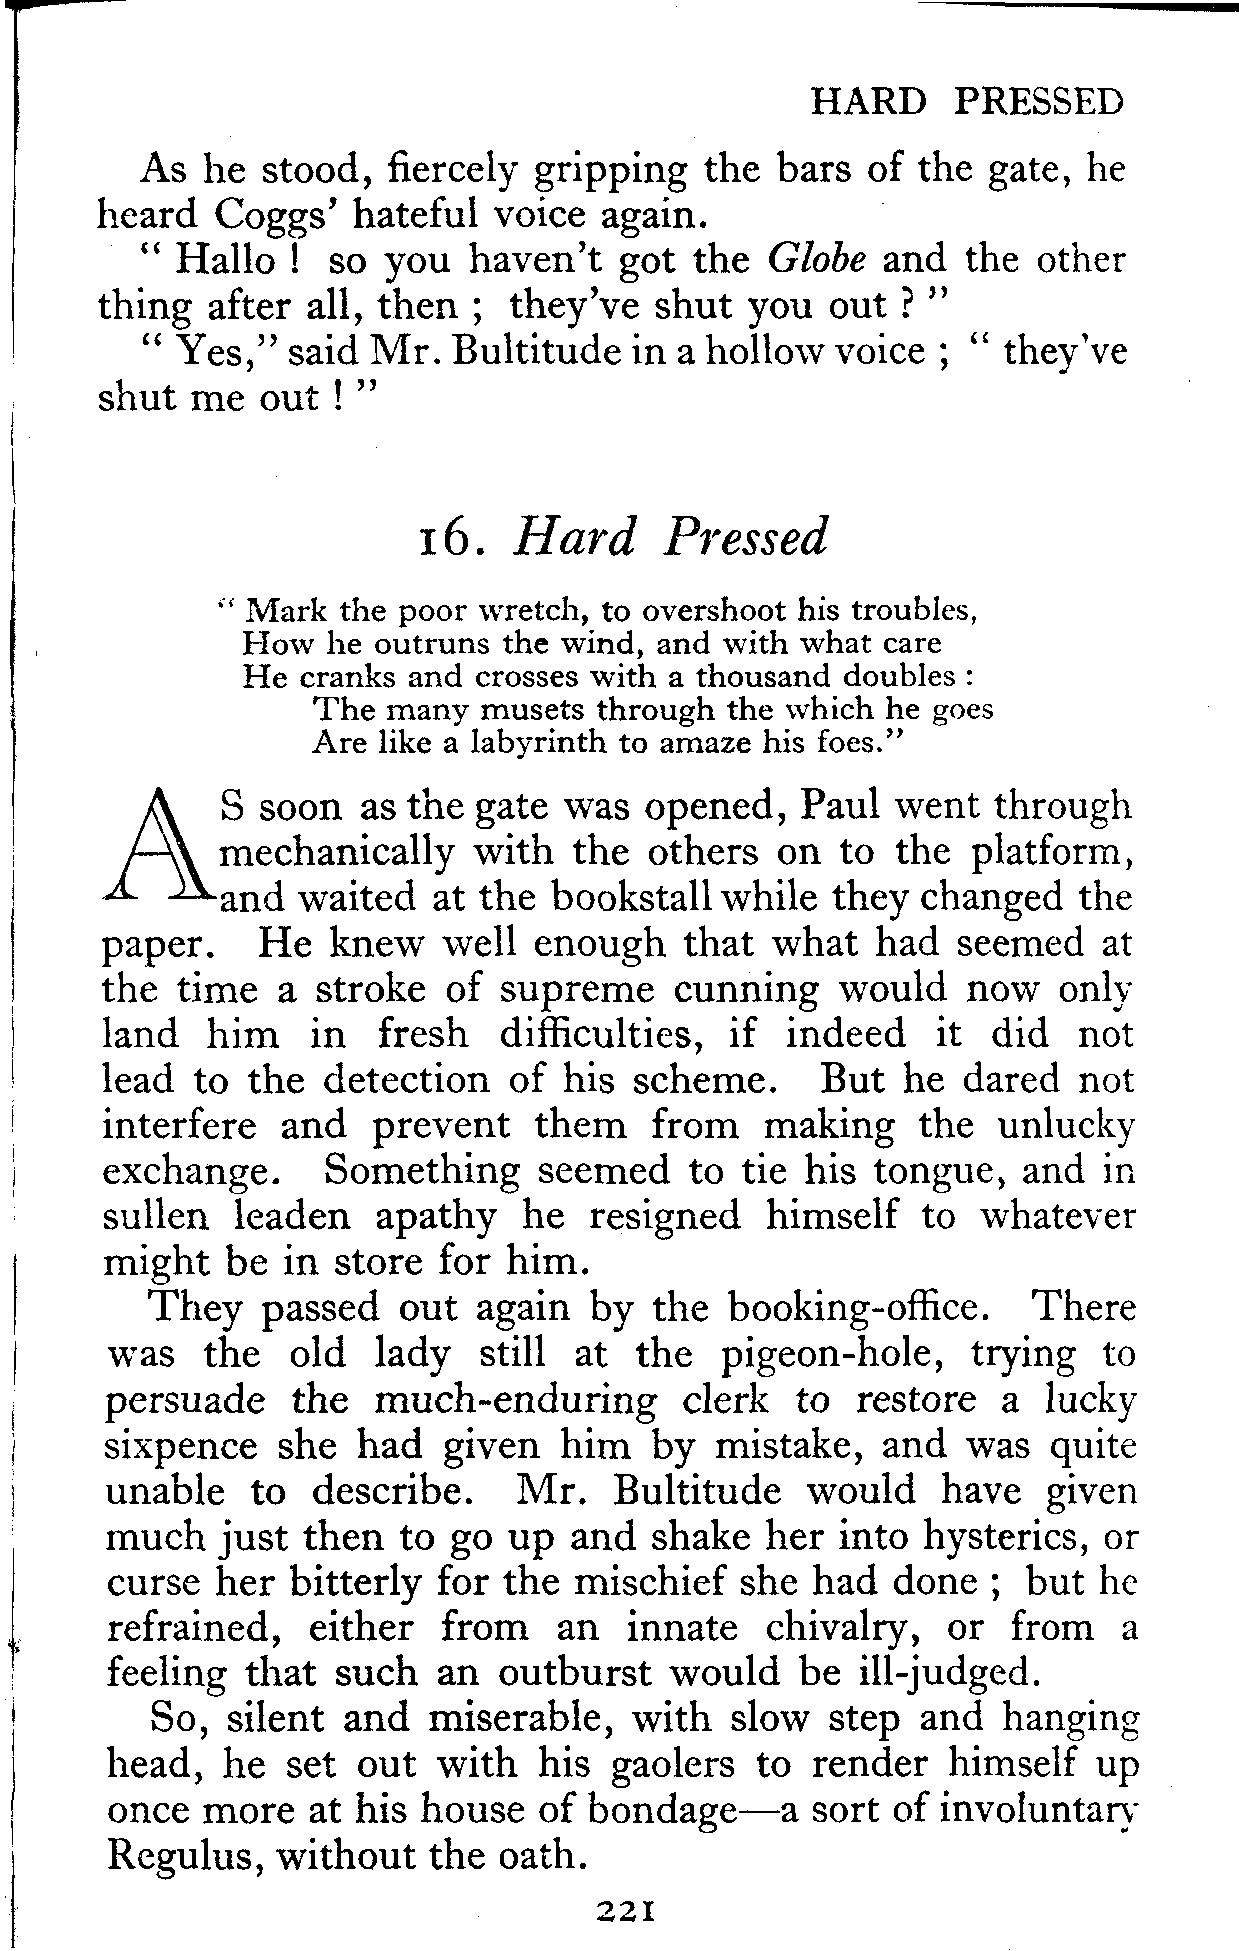 HARD PRESSED
As he stood, fiercely gripping the bars of the gate, he
heard Coggs' hateful voice again.
“ Hallo ! so you haven't got the Globe and the other
thing after all, then ; they've shut you out ? ”
“ Yes,” said Mr. Bultitude in a hollow voice ; “ they've
shut me out ! ”
16. Hard Pressed
“ Mark the poor wretch, to overshoot his troubles,
How he outruns the wind, and with what care
He cranks and crosses with a thousand doubles :
The many musets through the which he goes
Are like a labyrinth to amaze his foes.”
AS soon as the gate was opened, Paul went through
mechanically with the others on to the platform,
and waited at the bookstall while they changed the
paper. He knew well enough that what had seemed at
the time a stroke of supreme cunning would now only
land him in fresh difficulties, if indeed it did not
lead to the detection of his scheme. But he dared not
interfere and prevent them from making the unlucky
exchange. Something seemed to tie his tongue, and in
sullen leaden apathy he resigned himself to whatever
might be in store for him.
They passed out again by the booking-office. There
was the old lady still at the pigeon-hole, trying to
persuade the much-enduring clerk to restore a lucky
sixpence she had given him by mistake, and was quite
unable to describe. Mr. Bultitude would have given
much just then to go up and shake her into hysterics, or
curse her bitterly for the mischief she had done ; but he
refrained, either from an innate chivalry, or from a
feeling that such an outburst would be ill-judged.
So, silent and miserable, with slow step and hanging
head, he set out with his gaolers to render himself up
once more at his house of bondage—a sort of involuntary
Regulus, without the oath.
221